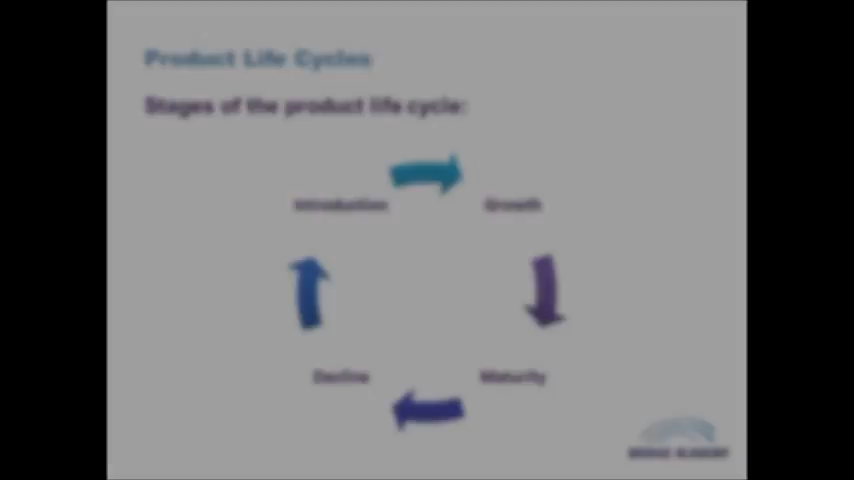 Product Life Cycles
Stages of the product life cycle:
Introduction
Growth
Decline
Maturity